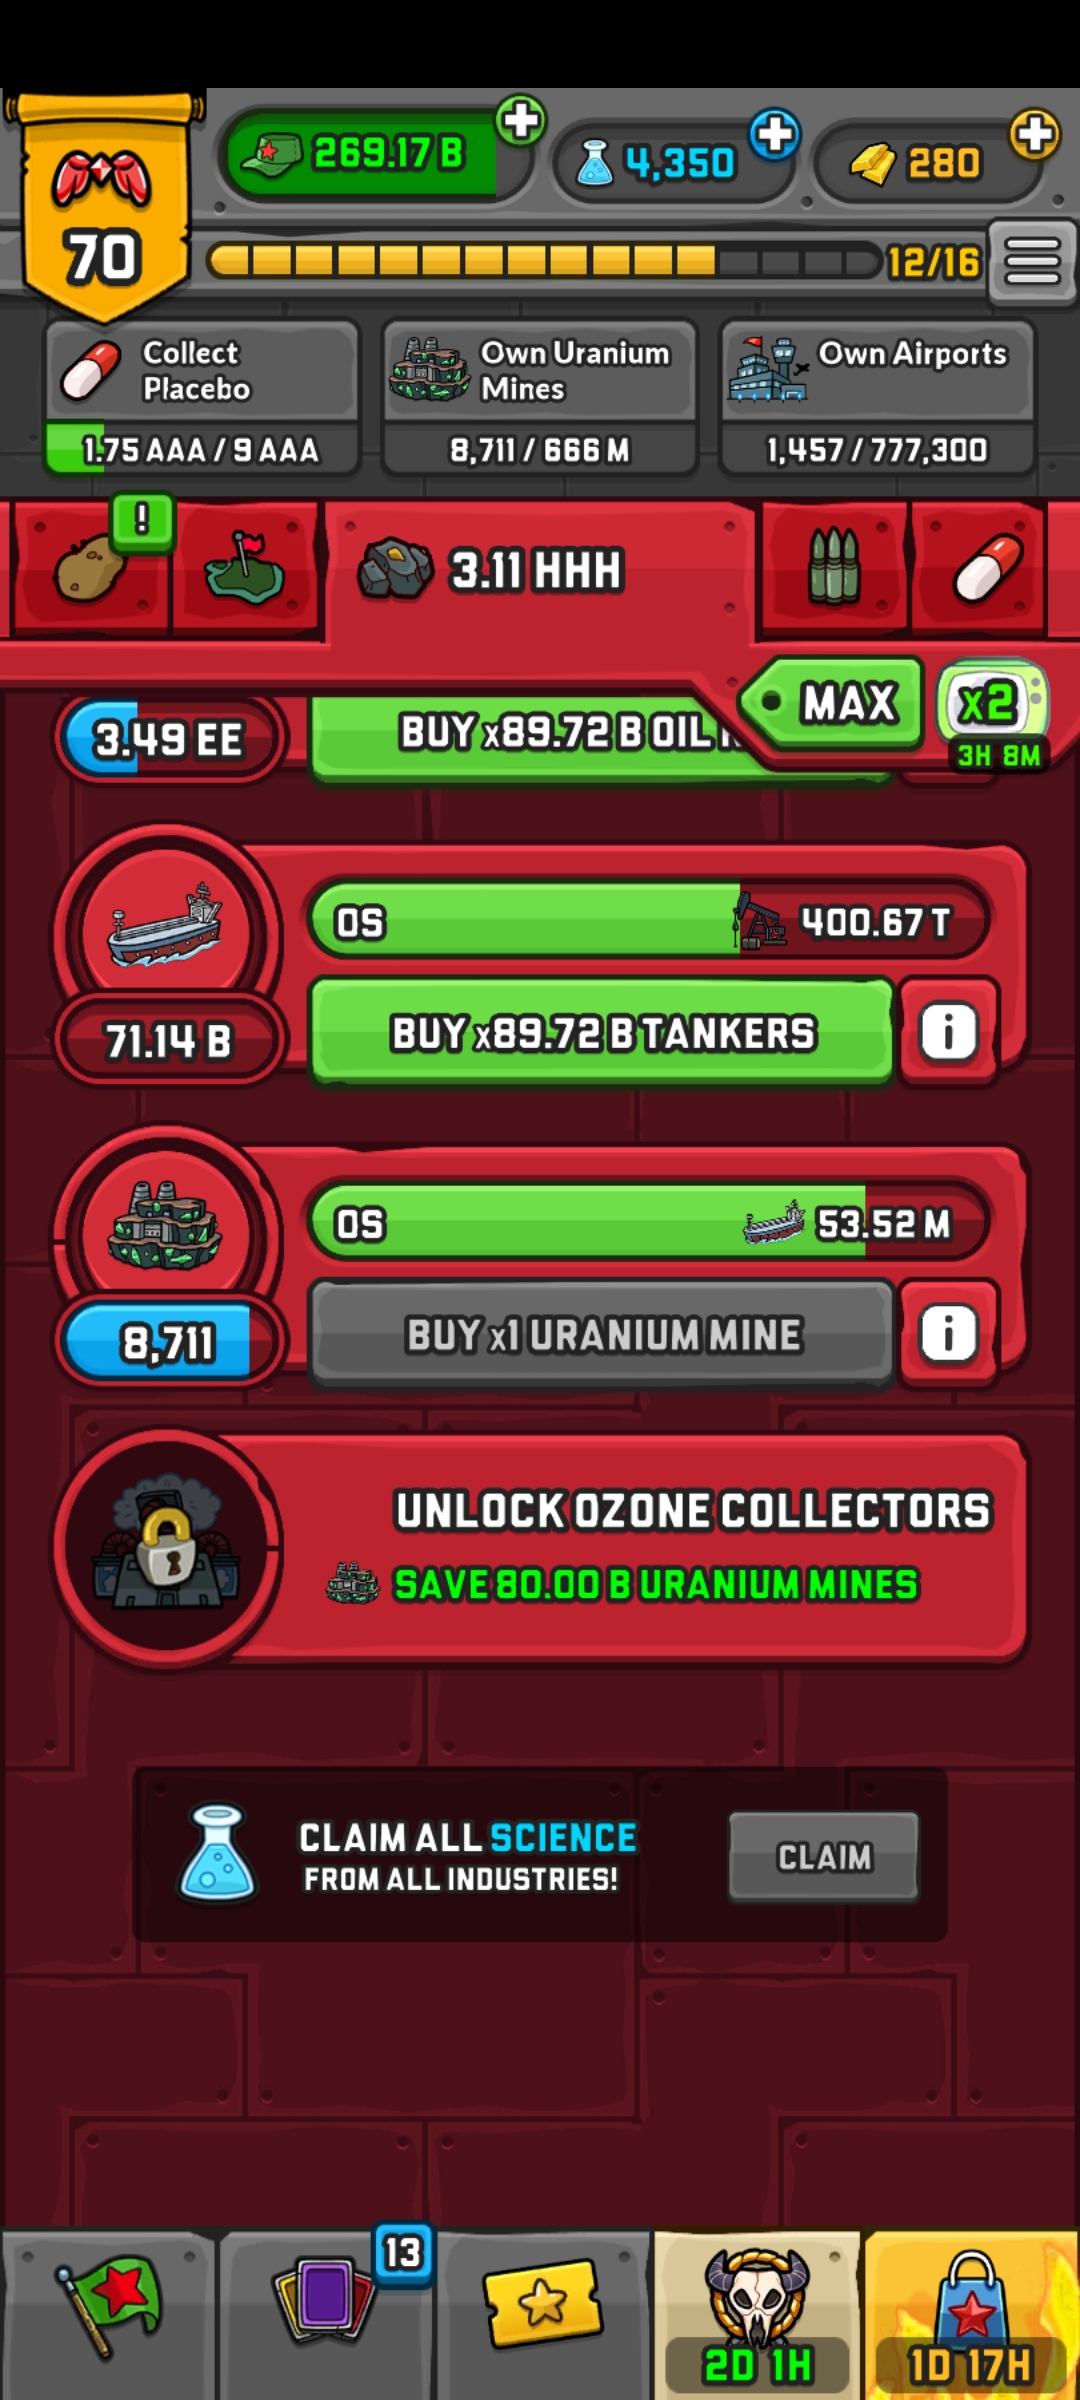 269.17 B
4,350
280
70
12/16
Collect
Placebo
Own Uranium
Mines
Own Airports
1.75 AAA / 9 AAA
8,711 / 666 M
1,457 / 777,300
!
3.11 HHH
MAX
x2
3H 8M
3.49 EE
BUY x89.72 B OIL
0S
400.67 T
71.14 B
BUY x89.72 B TANKERS
i
0S
53.52 M
8,711
BUY x1 URANIUM MINE
i
UNLOCK OZONE COLLECTORS
SAVE 80.00 B URANIUM MINES
CLAIM ALL SCIENCE
FROM ALL INDUSTRIES!
CLAIM
13
2D 1H
1D 17H